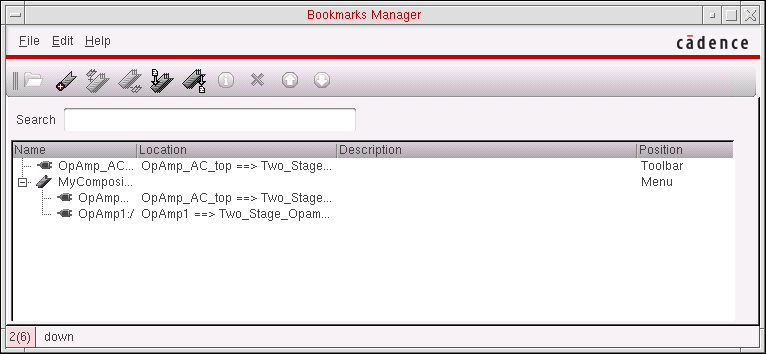 Bookmarks Manager
File Edit Help
cādence
Search
Name Location Description Position
OpAmp_AC... OpAmp_AC_top ==> Two_Stage... Toolbar
MyComposi... Menu
OpAmp... OpAmp_AC_top ==> Two_Stage...
OpAmp1:/ OpAmp1 ==> Two_Stage_Opam...
2(6) down